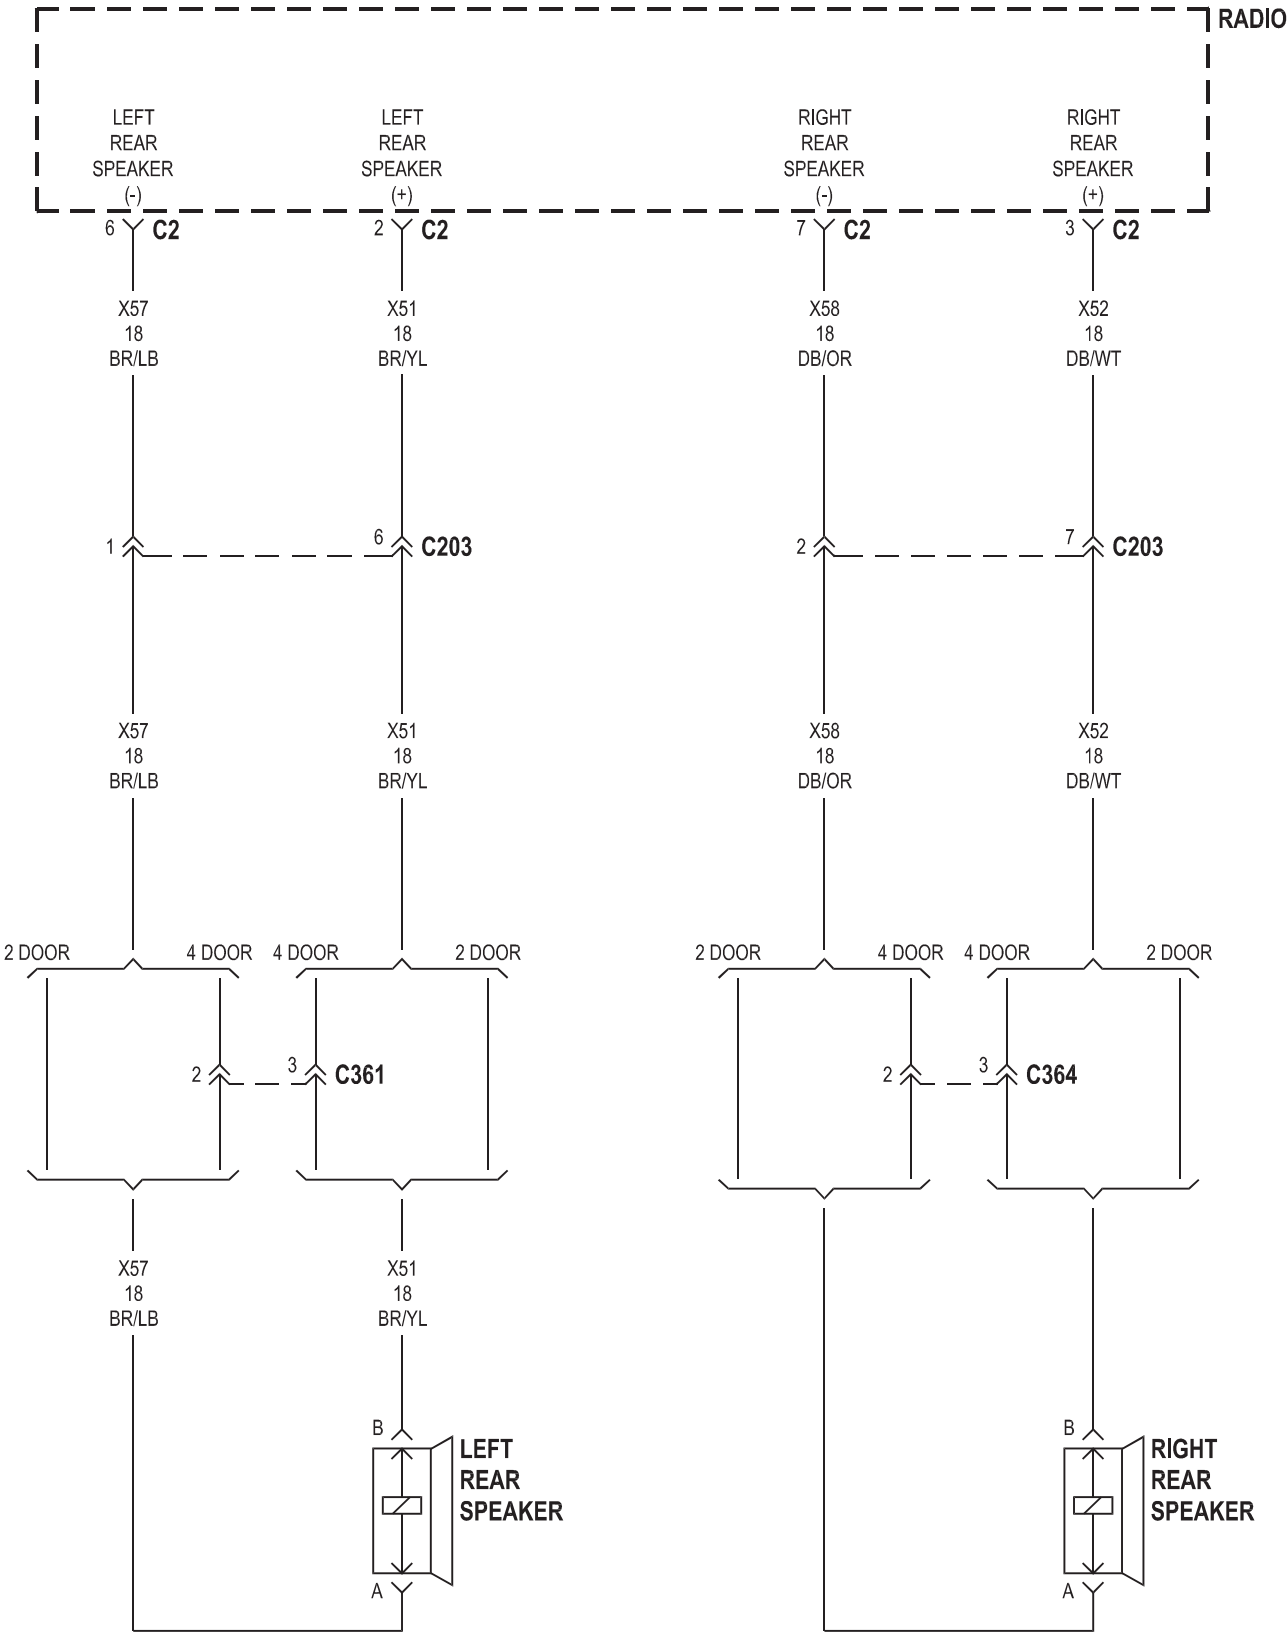 RADIO
LEFT
REAR
SPEAKER
(-)
LEFT
REAR
SPEAKER
(+)
RIGHT
REAR
SPEAKER
(-)
RIGHT
REAR
SPEAKER
(+)
6 C2
2 C2
7 C2
3 C2
X57
18
BR/LB
X51
18
BR/YL
X58
18
DB/OR
X52
18
DB/WT
1
6 C203
2
7 C203
X57
18
BR/LB
X51
18
BR/YL
X58
18
DB/OR
X52
18
DB/WT
2 DOOR
4 DOOR
4 DOOR
2 DOOR
2 DOOR
4 DOOR
4 DOOR
2 DOOR
2
3 C361
2
3 C364
X57
18
BR/LB
X51
18
BR/YL
B
LEFT
REAR
SPEAKER
A
B
RIGHT
REAR
SPEAKER
A